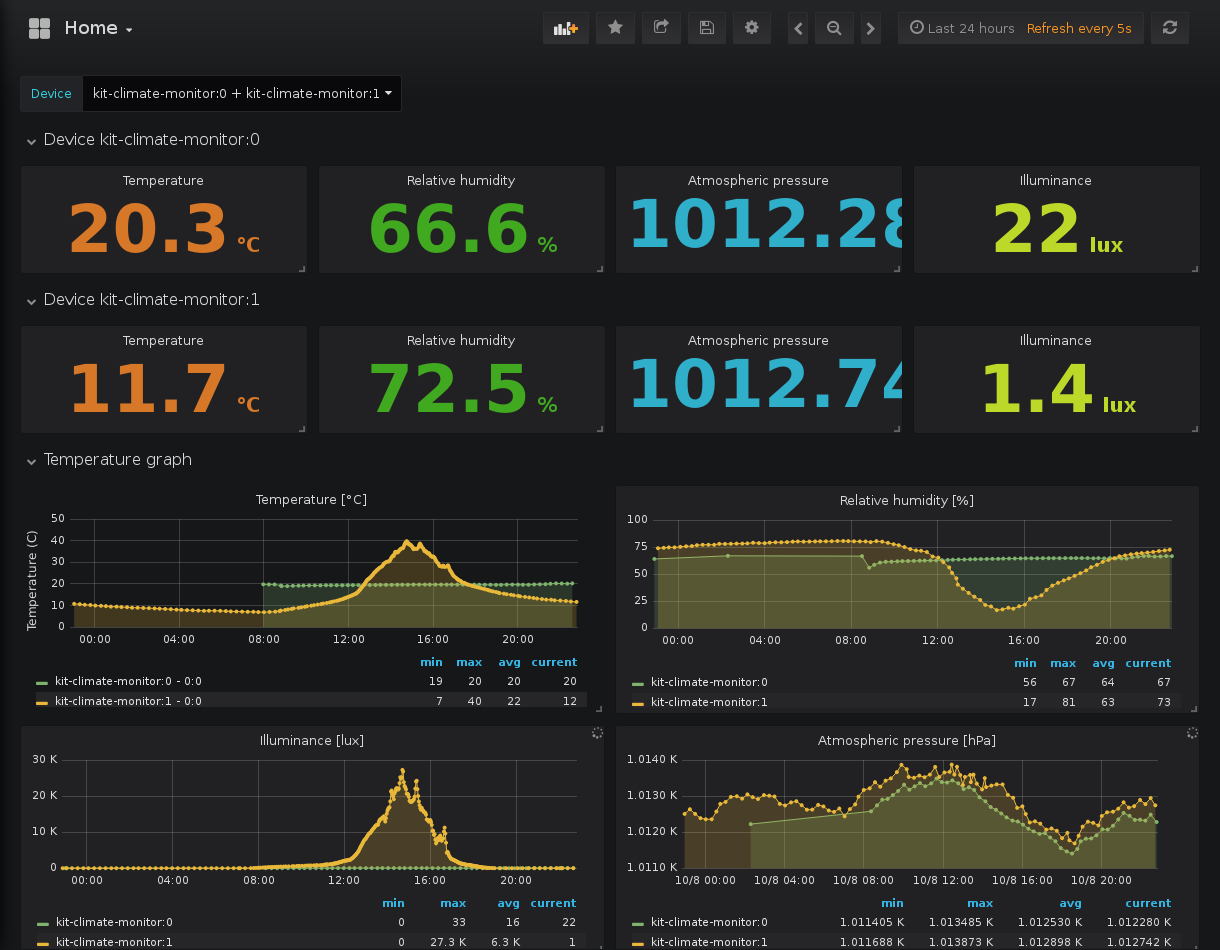 Home
Last 24 hours Refresh every 5s
Device kit-climate-monitor:0 + kit-climate-monitor:1
Device kit-climate-monitor:0
Temperature Relative humidity Atmospheric pressure Illuminance
20.3 °C 66.6 % 1012.28 22 lux
Device kit-climate-monitor:1
Temperature Relative humidity Atmospheric pressure Illuminance
11.7 °C 72.5 % 1012.74 1.4 lux
Temperature graph
Temperature [°C]
Temperature (C)
50
40
30
20
10
0
00:00 04:00 08:00 12:00 16:00 20:00
min max avg current
kit-climate-monitor:0 - 0:0 19 20 20 20
kit-climate-monitor:1 - 0:0 7 40 22 12
Relative humidity [%]
100
75
50
25
0
00:00 04:00 08:00 12:00 16:00 20:00
min max avg current
kit-climate-monitor:0 56 67 64 67
kit-climate-monitor:1 17 81 63 73
Illuminance [lux]
30 K
20 K
10 K
0
00:00 04:00 08:00 12:00 16:00 20:00
min max avg current
kit-climate-monitor:0 0 33 16 22
kit-climate-monitor:1 0 27.3 K 6.3 K 1
Atmospheric pressure [hPa]
1.0140 K
1.0130 K
1.0120 K
1.0110 K
10/8 00:00 10/8 04:00 10/8 08:00 10/8 12:00 10/8 16:00 10/8 20:00
min max avg current
kit-climate-monitor:0 1.011405 K 1.013485 K 1.012530 K 1.012280 K
kit-climate-monitor:1 1.011688 K 1.013873 K 1.012898 K 1.012742 K